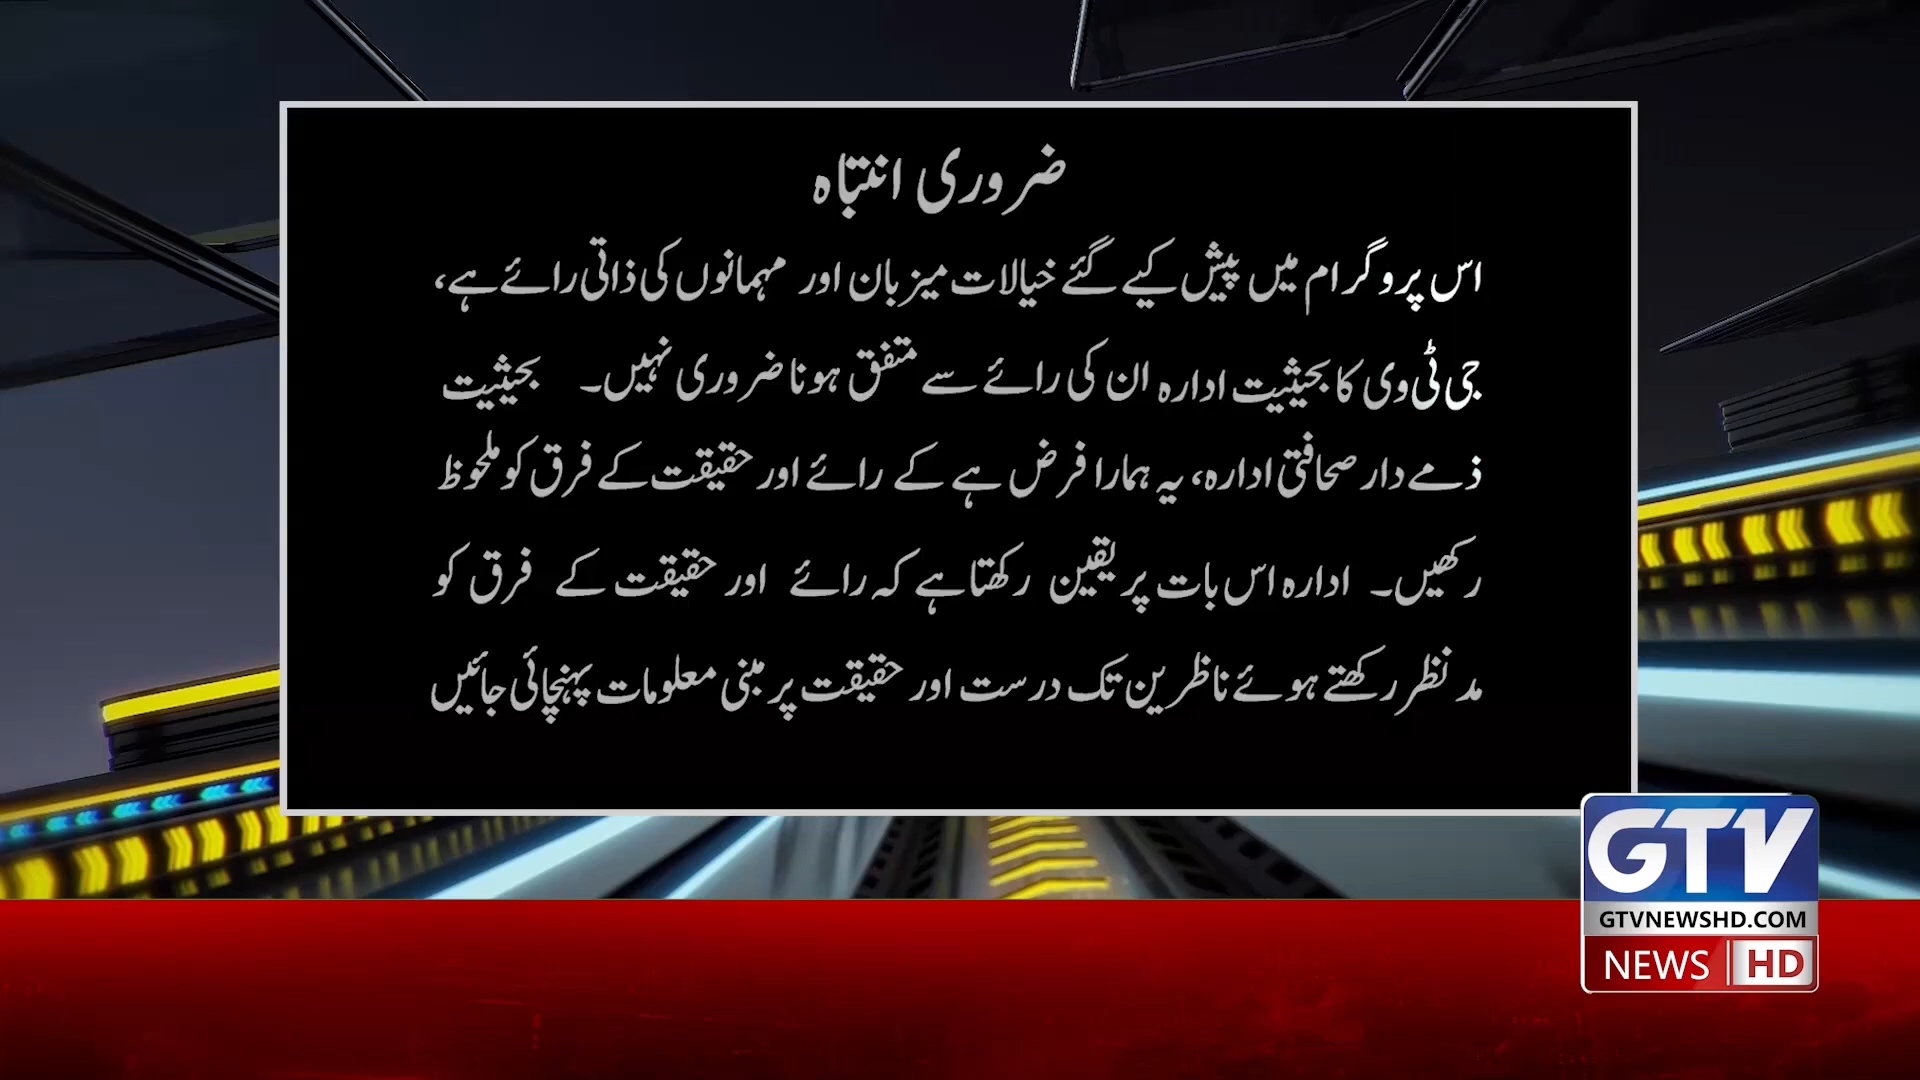 ضروری انتباہ
اس پروگرام میں پیش کیے گئے خیالات میزبان اور مہمانوں کی ذاتی رائے ہے،
جی ٹی وی کا بحیثیت ادارہ ان کی رائے سے متفق ہونا ضروری نہیں۔ بحیثیت
ذمے دار صحافتی ادارہ، یہ ہمارا فرض ہے کے رائے اور حقیقت کے فرق کو ملحوظ
رکھیں۔ ادارہ اس بات پر یقین رکھتا ہے کہ رائے اور حقیقت کے فرق کو
مد نظر رکھتے ہوئے ناظرین تک درست اور حقیقت پر مبنی معلومات پہنچائی جائیں
GTV
GTVNEWSHD.COM
NEWS HD